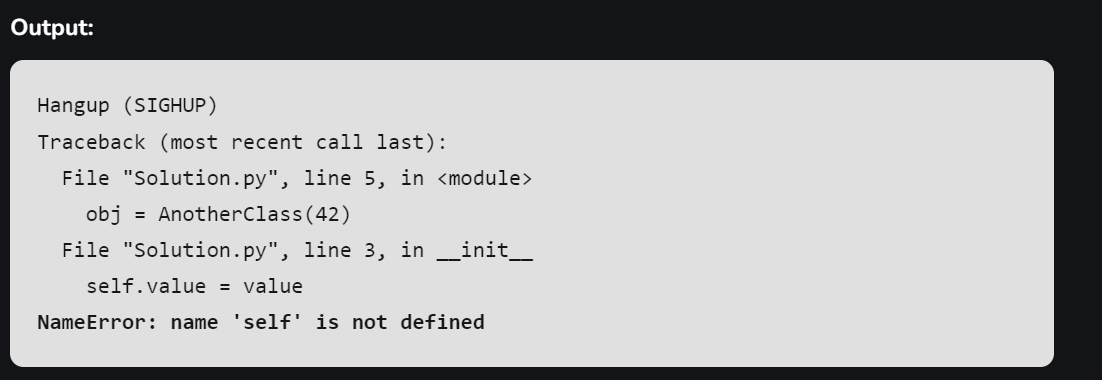 Output:
Hangup (SIGHUP)
Traceback (most recent call last):
  File "Solution.py", line 5, in <module>
    obj = AnotherClass(42)
  File "Solution.py", line 3, in __init__
    self.value = value
NameError: name 'self' is not defined